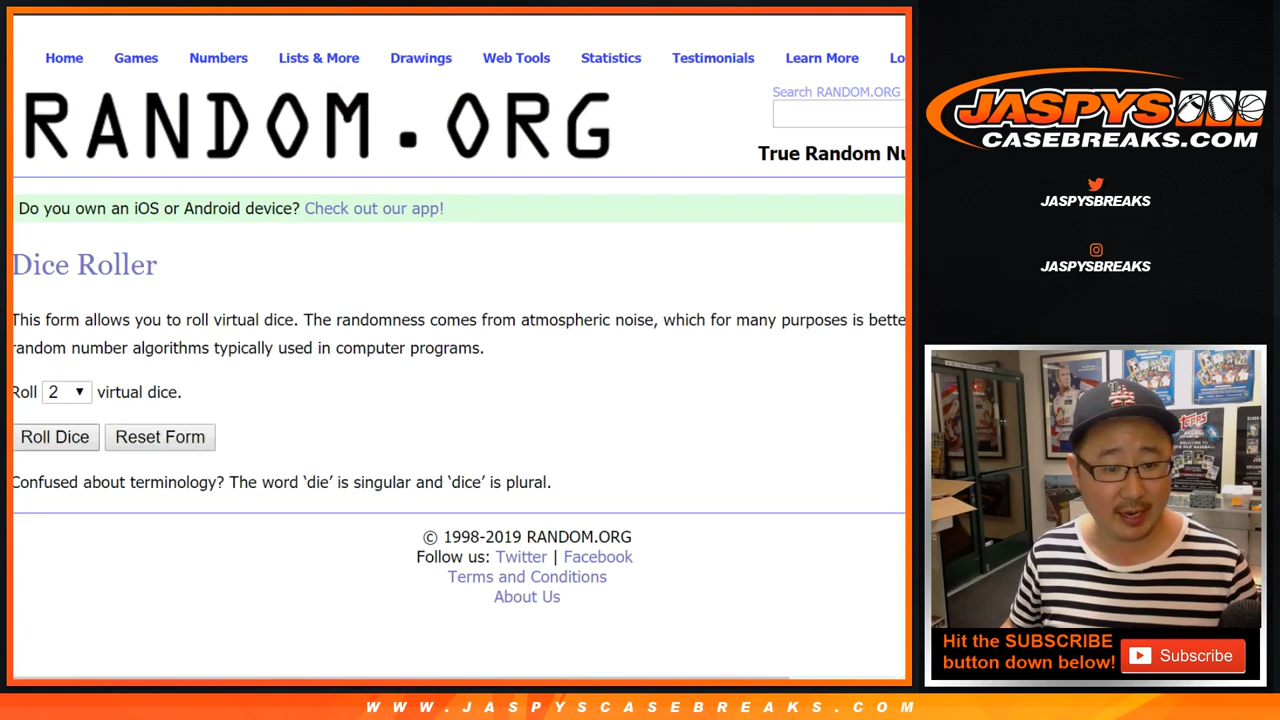 Home Games Numbers Lists & More Drawings Web Tools Statistics Testimonials Learn More Lo
RANDOM.ORG
Search RANDOM.ORG
True Random Nu
Do you own an iOS or Android device? Check out our app!
Dice Roller
This form allows you to roll virtual dice. The randomness comes from atmospheric noise, which for many purposes is bette
random number algorithms typically used in computer programs.
Roll 2 virtual dice.
Roll Dice Reset Form
Confused about terminology? The word ‘die’ is singular and ‘dice’ is plural.
© 1998-2019 RANDOM.ORG
Follow us: Twitter | Facebook
Terms and Conditions
About Us
JASPYS
CASEBREAKS.COM
JASPYSBREAKS
JASPYSBREAKS
TOPPS
Hit the SUBSCRIBE
button down below!
Subscribe
WWW.JASPYSCASEBREAKS.COM